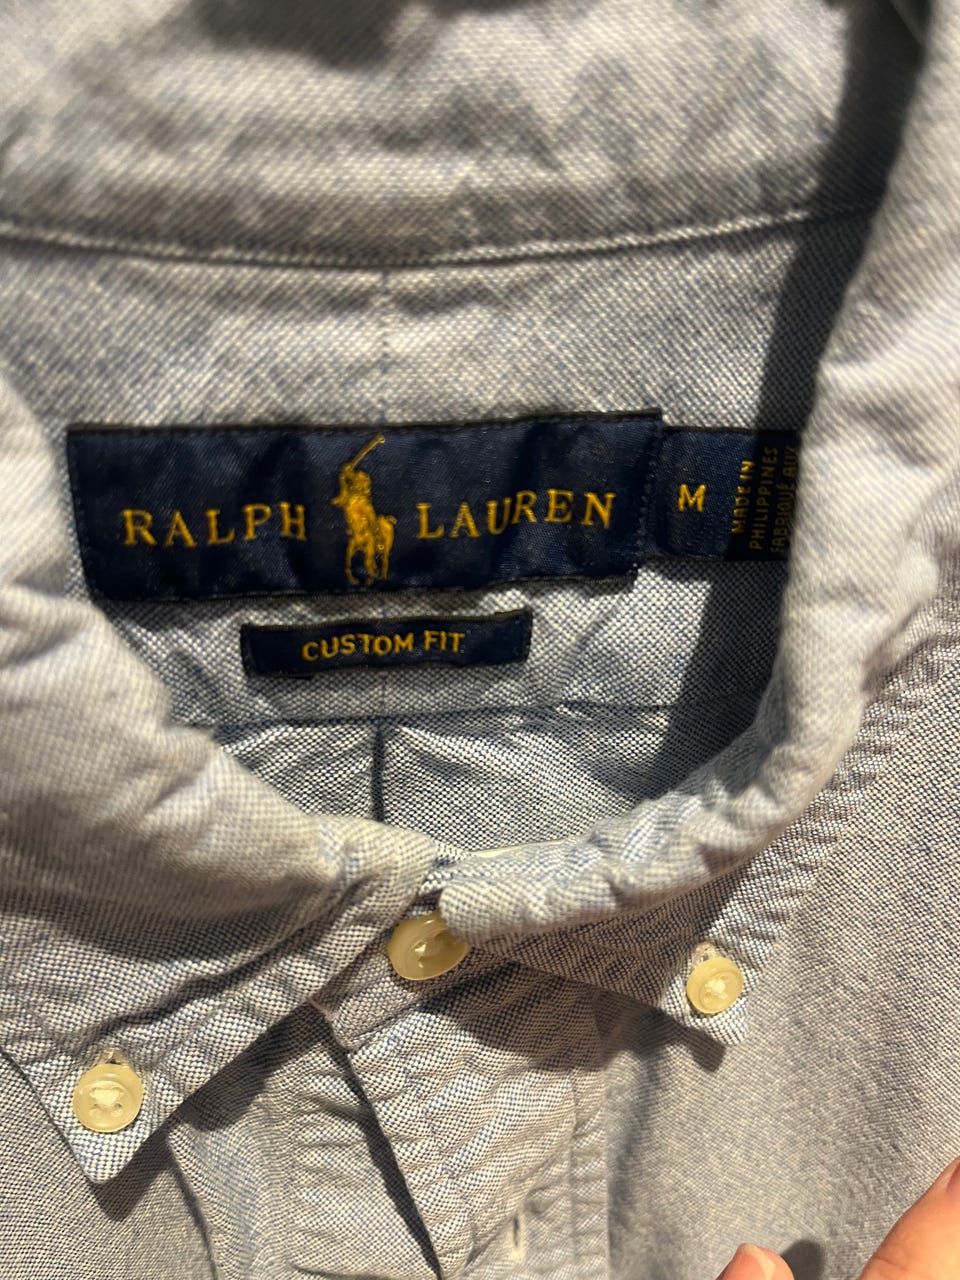 RALPH LAUREN
M
MADE IN
PHILIPPINES
FABRIQUÉ AUX
CUSTOM FIT